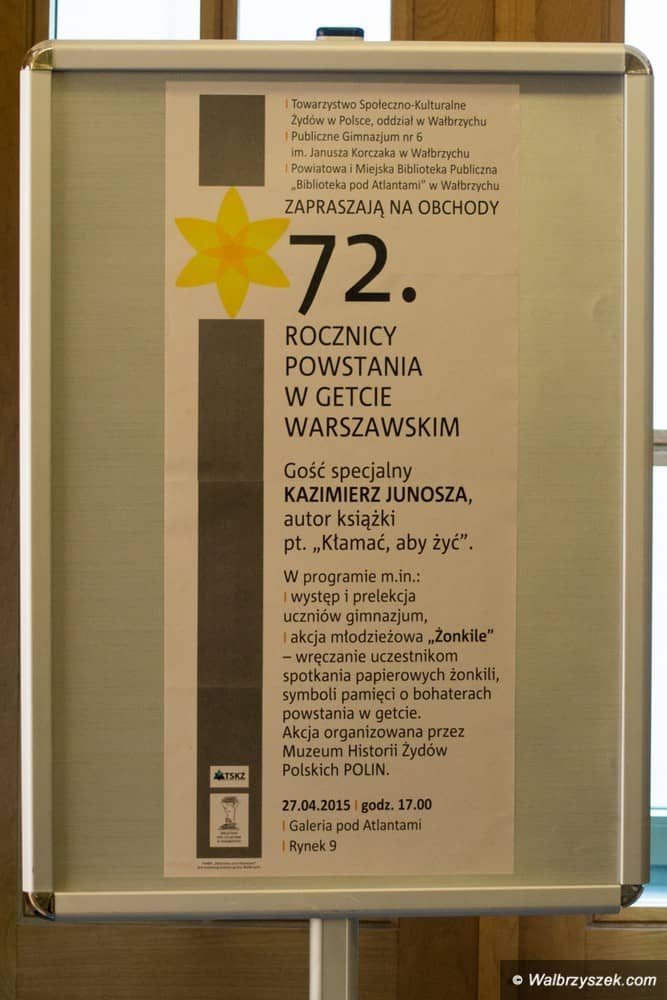 | Towarzystwo Społeczno-Kulturalne
Żydów w Polsce, oddział w Wałbrzychu
| Publiczne Gimnazjum nr 6
im. Janusza Korczaka w Wałbrzychu
| Powiatowa i Miejska Biblioteka Publiczna
„Biblioteka pod Atlantami” w Wałbrzychu
ZAPRASZAJĄ NA OBCHODY
72.
ROCZNICY
POWSTANIA
W GETCIE
WARSZAWSKIM
Gość specjalny
KAZIMIERZ JUNOSZA,
autor książki
pt. „Kłamać, aby żyć”.
W programie m.in.:
| występ i prelekcja
uczniów gimnazjum,
| akcja młodzieżowa „Żonkile”
– wręczanie uczestnikom
spotkania papierowych żonkili,
symboli pamięci o bohaterach
powstania w getcie.
Akcja organizowana przez
Muzeum Historii Żydów
Polskich POLIN.
27.04.2015 | godz. 17.00
| Galeria pod Atlantami
| Rynek 9
TSKŻ
© Walbrzyszek.com